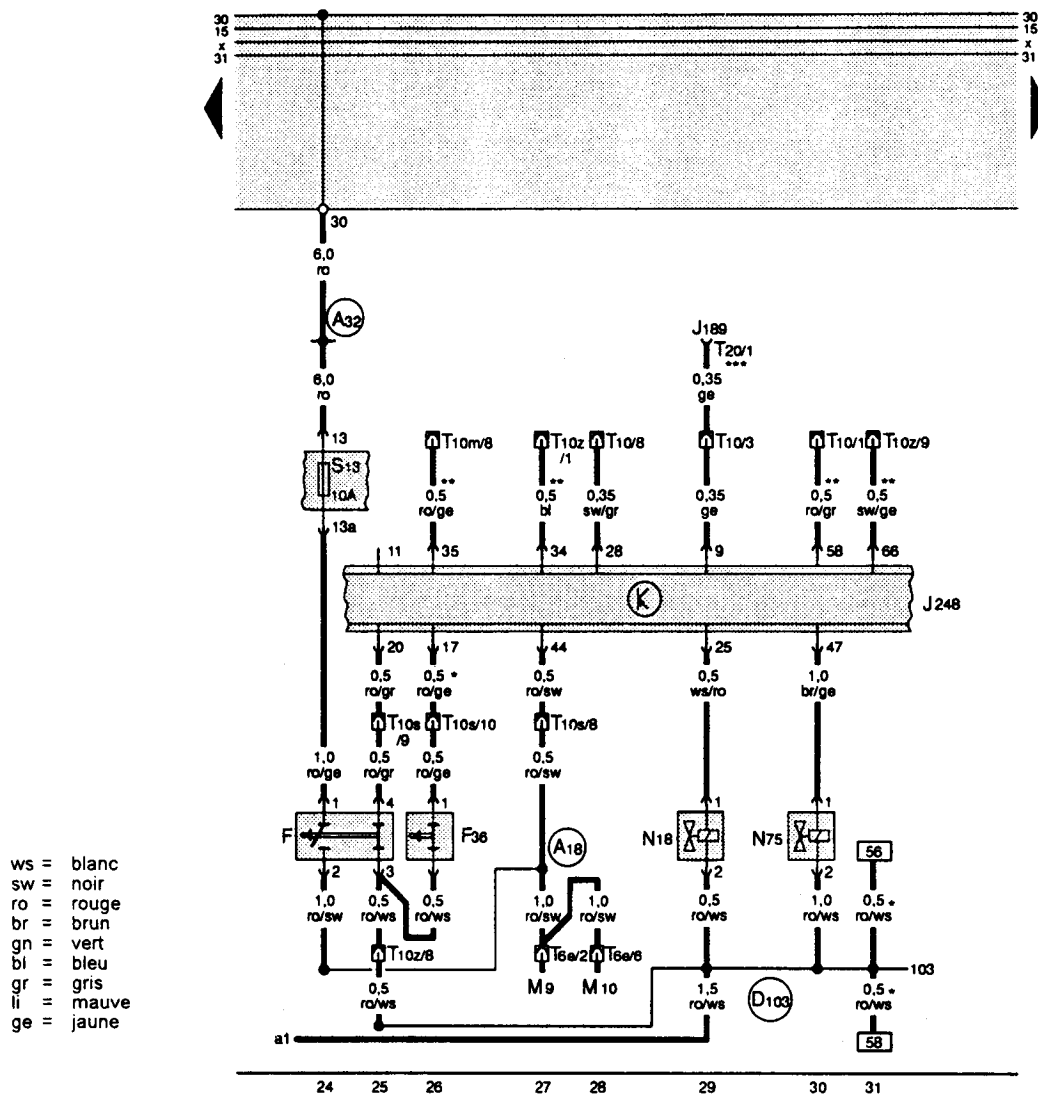 30 30
15 15
x x
31 31
30
6,0
ro
A32
J189
T20/1
***
6,0
ro
0,35
ge
13
T10m/8 T10z/1 T10/8 T10/3 T10/1 T10z/9
S13
10A
** ** ** **
0,5 0,5 0,35 0,35 0,5 0,5
ro/ge bl sw/gr ge ro/gr sw/ge
13a
11 35 34 28 9 58 66
K
J248
20 17 44 25 47
0,5 0,5 * 0,5 0,5 1,0
ro/gr ro/ge ro/sw ws/ro br/ge
T10s/9 T10s/10 T10s/8
1,0 0,5 0,5 0,5
ro/ge ro/gr ro/ge ro/sw
1 4 1 1 1
F F36 N18 N75
A18
56
2 3 2 2
1,0 0,5 0,5 1,0 1,0 0,5 1,0 0,5 *
ro/sw ro/ws ro/ws ro/sw ro/sw ro/ws ro/ws ro/ws
T10z/8 T6e/2 T6e/6
103
M9 M10
D103
0,5 1,5 0,5 *
ro/ws ro/ws ro/ws
a1
58
24 25 26 27 28 29 30 31
ws = blanc
sw = noir
ro = rouge
br = brun
gn = vert
bl = bleu
gr = gris
li = mauve
ge = jaune